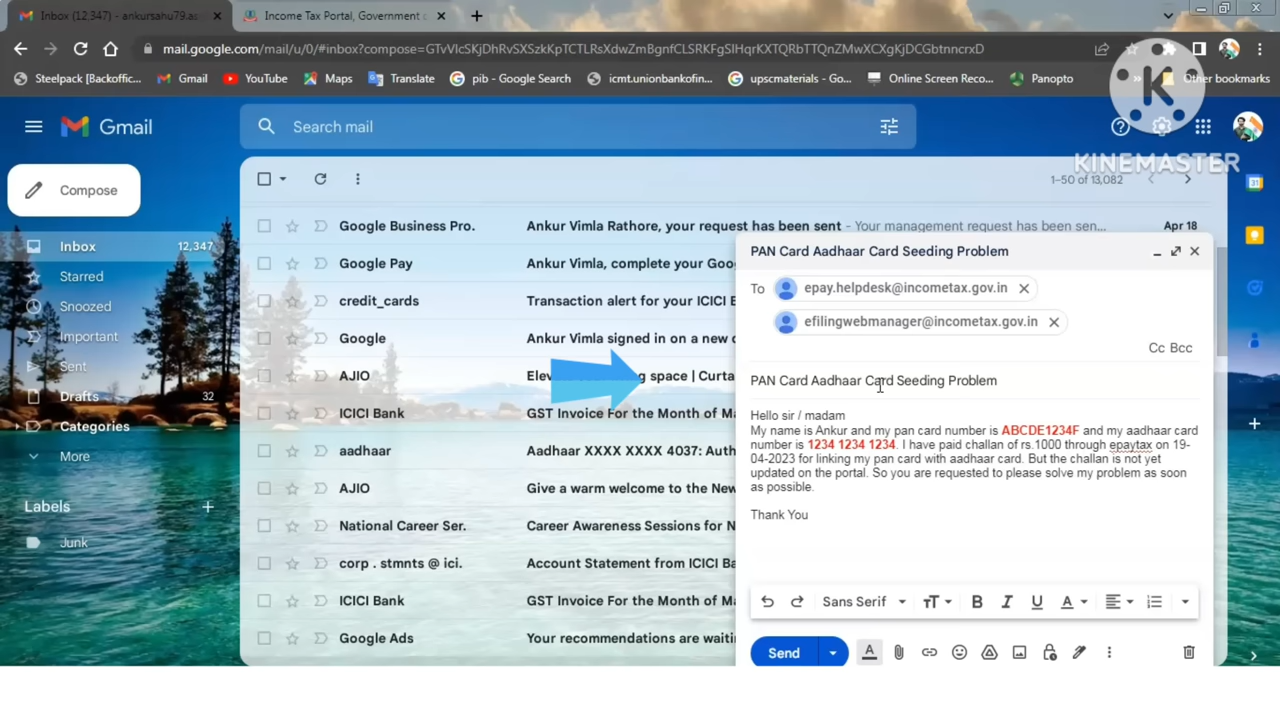 Inbox (12,347) - ankursahu79.as
Income Tax Portal, Government o
mail.google.com/mail/u/0/#inbox?compose=GTvVlcSKjDhRvSXSzkKpTCTLRsXdwZmBgnfCLSRKFgSlHqrKXTQRbTTQnZMwXCXgKjDCGbtnncrxD
Steelpack [Backoffic... Gmail YouTube Maps Translate pib - Google Search icmt.unionbankofin... upscmaterials - Go... Online Screen Reco... Panopto » Other bookmarks
K
KINEMASTER
Gmail
Search mail
Compose
1–50 of 13,082
Inbox 12,347
Starred
Snoozed
Important
Sent
Drafts 32
Categories
More
Labels
Junk
Google Business Pro. Ankur Vimla Rathore, your request has been sent - Your management request has been sen... Apr 18
Google Pay Ankur Vimla, complete your Goo
credit_cards Transaction alert for your ICICI B
Google Ankur Vimla signed in on a new
AJIO Elev g space | Curta
ICICI Bank GST Invoice For the Month of Ma
aadhaar Aadhaar XXXX XXXX 4037: Auth
AJIO Give a warm welcome to the New
National Career Ser. Career Awareness Sessions for N
corp . stmnts @ ici. Account Statement from ICICI Ba
ICICI Bank GST Invoice For the Month of Ma
Google Ads Your recommendations are waitin
PAN Card Aadhaar Card Seeding Problem
To epay.helpdesk@incometax.gov.in
efilingwebmanager@incometax.gov.in
Cc Bcc
PAN Card Aadhaar Card Seeding Problem
Hello sir / madam
My name is Ankur and my pan card number is ABCDE1234F and my aadhaar card
number is 1234 1234 1234. I have paid challan of rs.1000 through epaytax on 19-
04-2023 for linking my pan card with aadhaar card. But the challan is not yet
updated on the portal. So you are requested to please solve my problem as soon
as possible.
Thank You
Sans Serif
Send